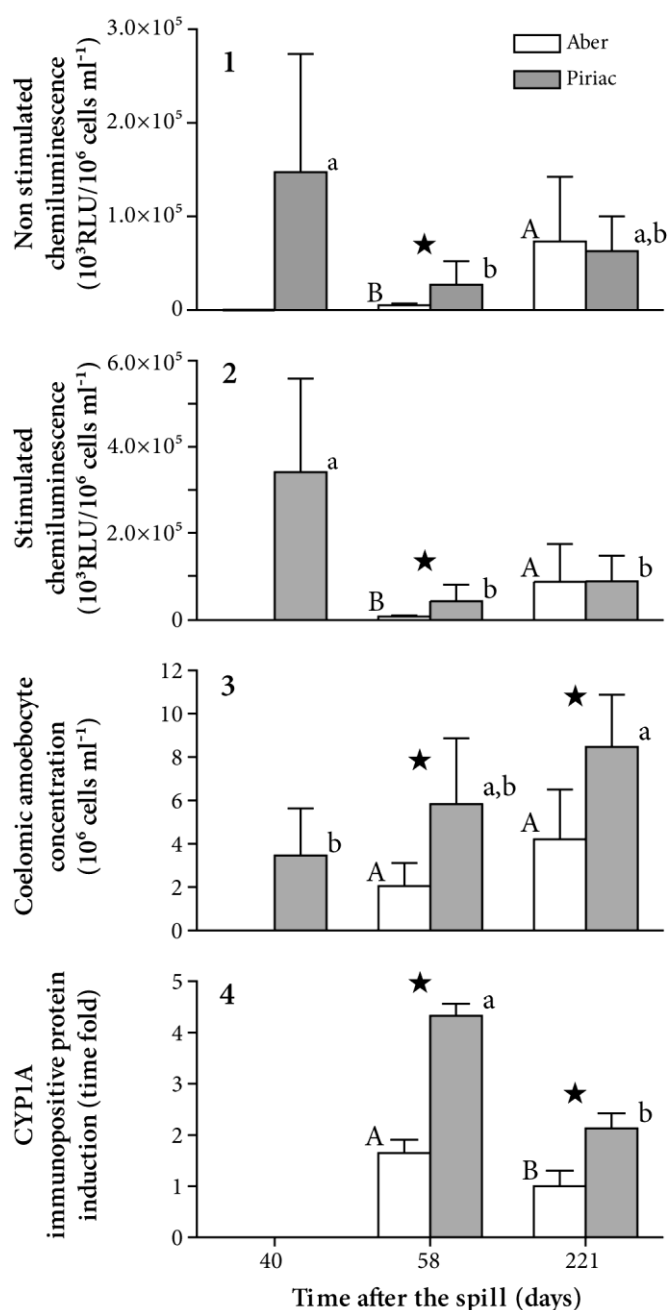 1
Aber
Piriac
Non stimulated
chemiluminescence
(10³RLU/10⁶ cells ml⁻¹)
3.0×10⁵
2.0×10⁵
1.0×10⁵
0
a
★
B
b
A
a,b
2
Stimulated
chemiluminescence
(10³RLU/10⁶ cells ml⁻¹)
6.0×10⁵
4.0×10⁵
2.0×10⁵
0
a
★
B
b
A
b
3
Coelomic amoebocyte
concentration
(10⁶ cells ml⁻¹)
12
10
8
6
4
2
0
b
★
A
a,b
★
A
a
4
CYP1A
immunopositive protein
induction (time fold)
5
4
3
2
1
0
★
A
a
★
B
b
40
58
221
Time after the spill (days)